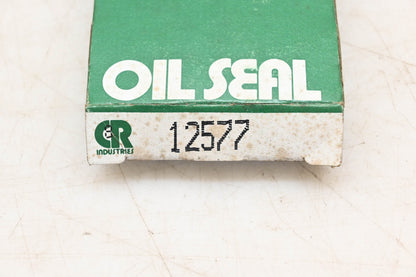 OIL SEAL
CR
INDUSTRIES
12577